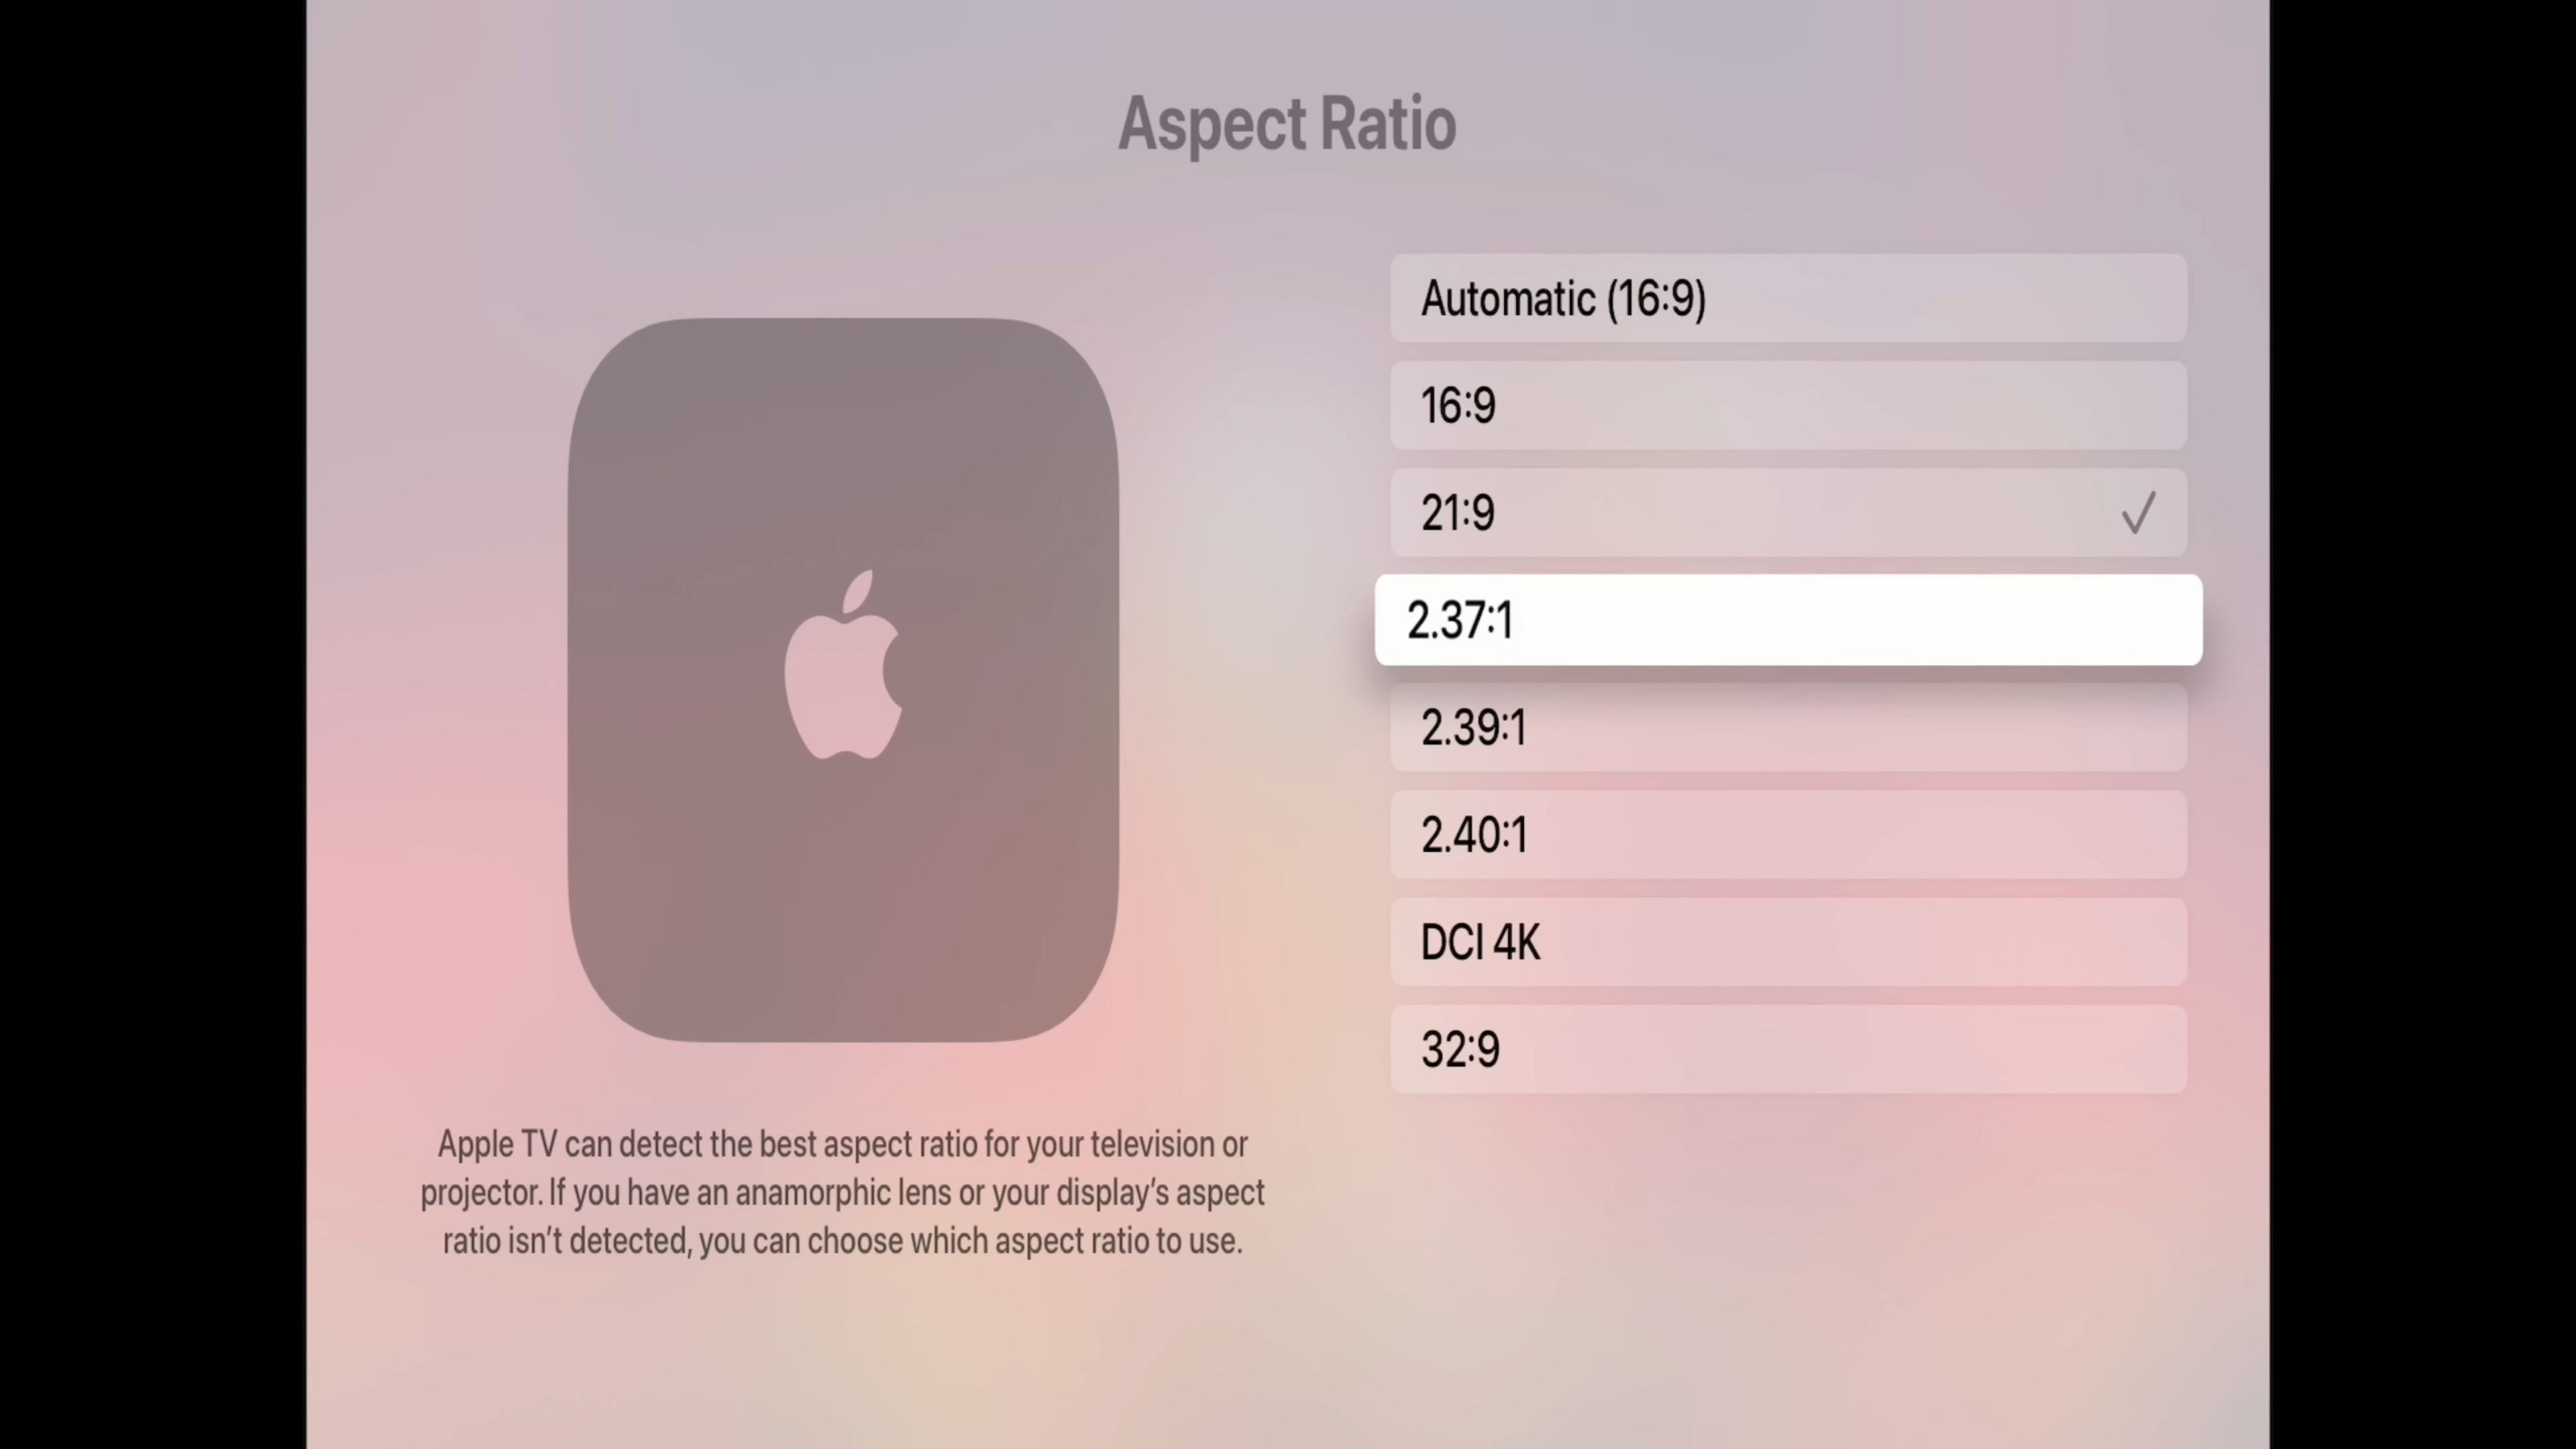 Aspect Ratio
Automatic (16:9)
16:9
21:9
2.37:1
2.39:1
2.40:1
DCI 4K
32:9
Apple TV can detect the best aspect ratio for your television or
projector. If you have an anamorphic lens or your display’s aspect
ratio isn’t detected, you can choose which aspect ratio to use.